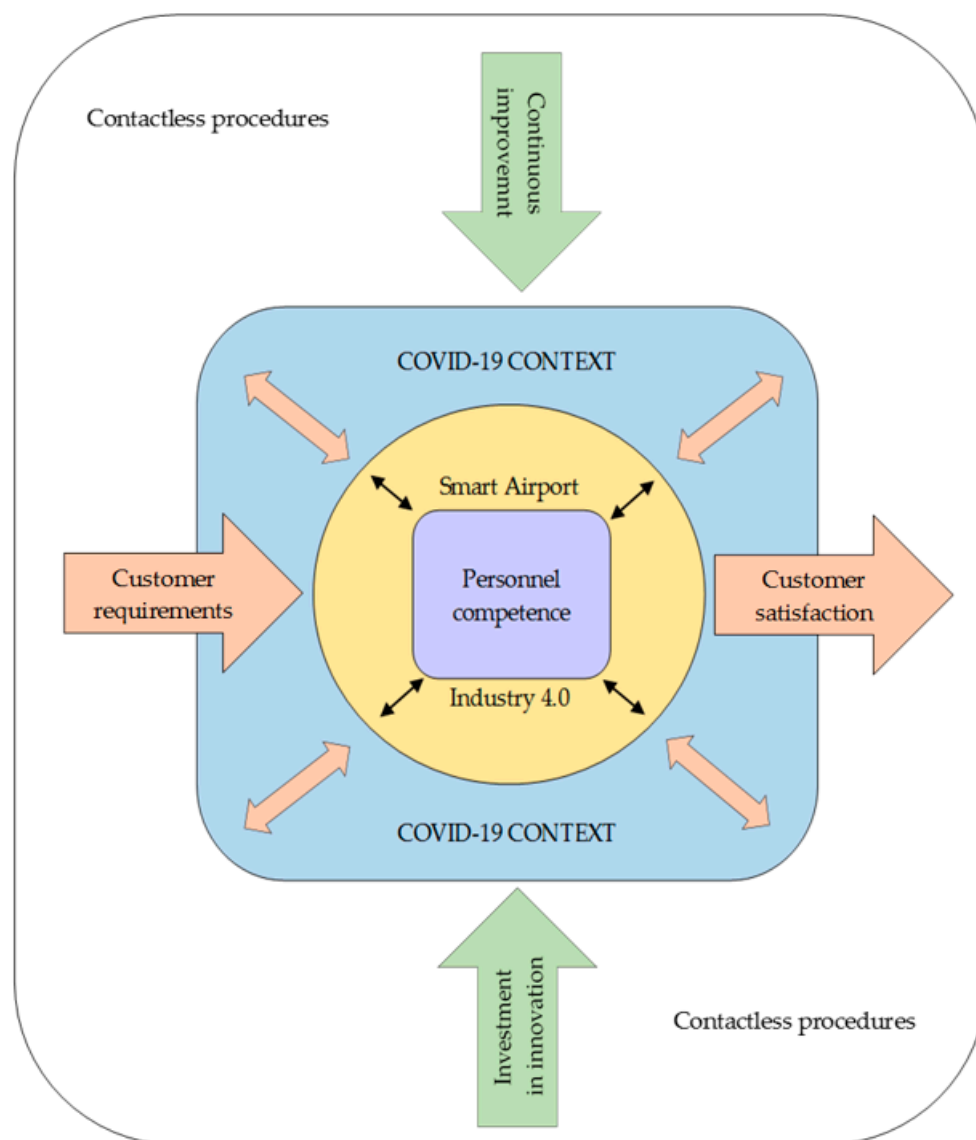 Contactless procedures
Continuous
improvemnt
COVID-19 CONTEXT
Smart Airport
Customer
requirements
Personnel
competence
Customer
satisfaction
Industry 4.0
COVID-19 CONTEXT
Investment
in innovation
Contactless procedures